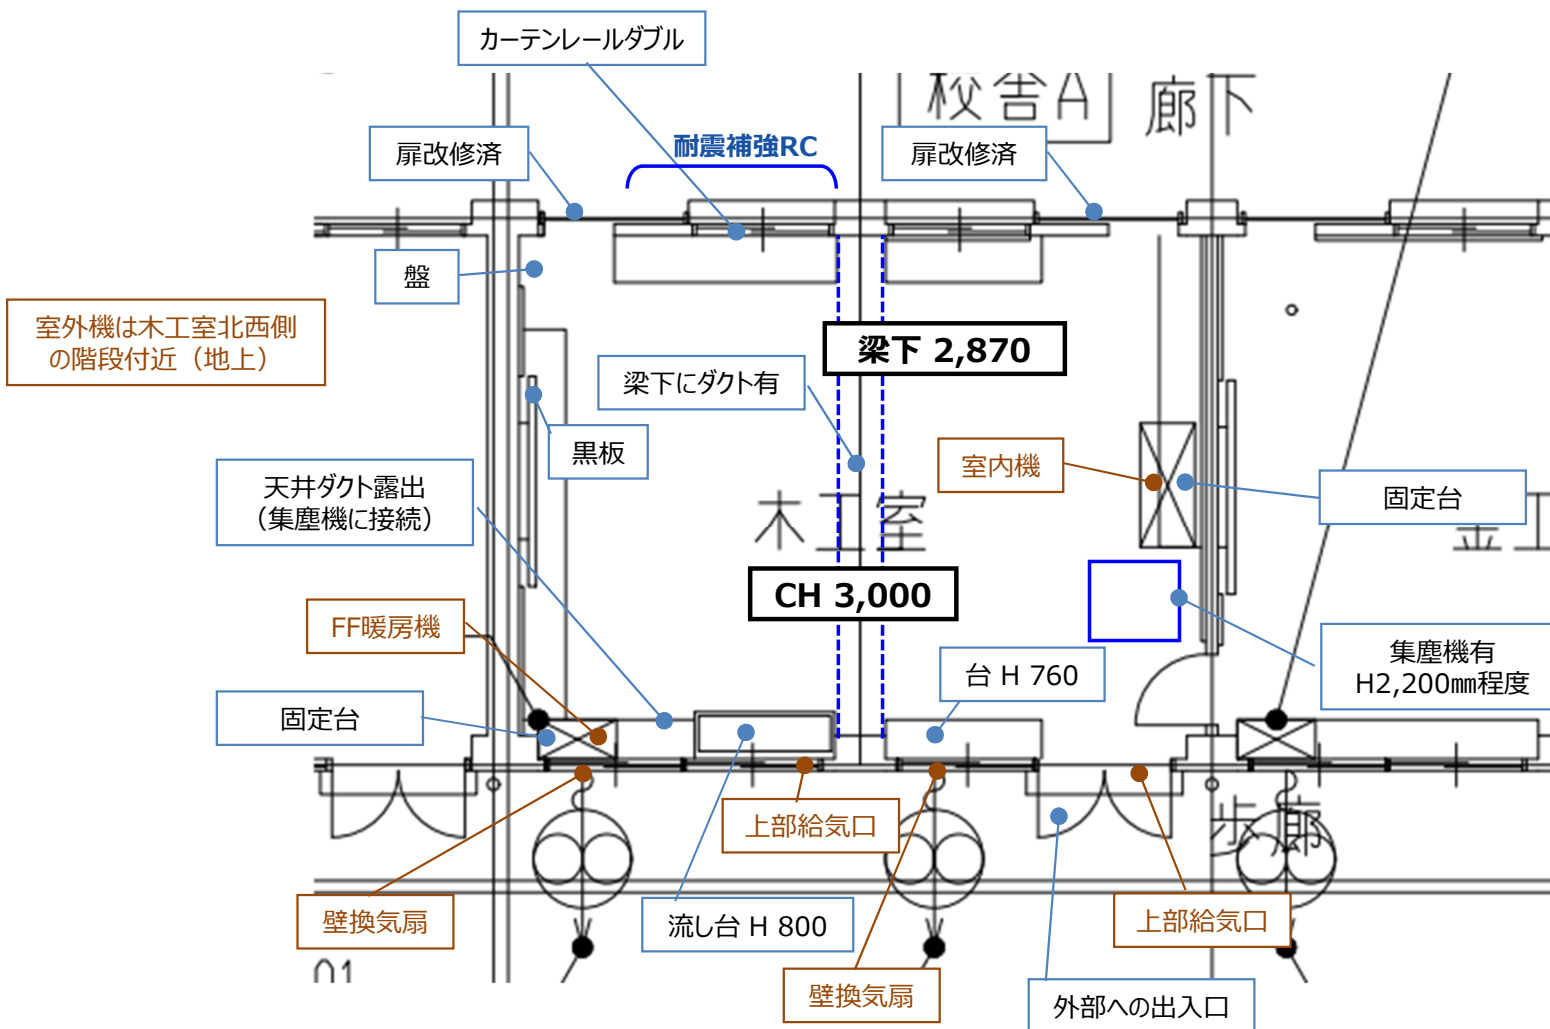 カーテンレールダブル
校舎A
廊下
扉改修済
耐震補強RC
扉改修済
盤
室外機は木工室北西側
の階段付近（地上）
梁下 2,870
梁下にダクト有
黒板
室内機
天井ダクト露出
（集塵機に接続）
固定台
木工室
金工
CH 3,000
FF暖房機
集塵機有
H2,200㎜程度
台 H 760
固定台
上部給気口
歩廊
壁換気扇
流し台 H 800
上部給気口
01
壁換気扇
外部への出入口